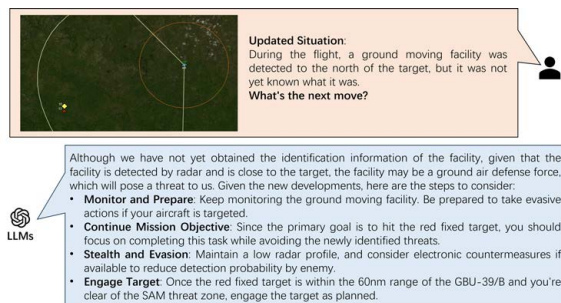 Updated Situation:
During the flight, a ground moving facility was
detected to the north of the target, but it was not
yet known what it was.
What's the next move?
Although we have not yet obtained the identification information of the facility, given that the
facility is detected by radar and is close to the target, the facility may be a ground air defense force,
which will pose a threat to us. Given the new developments, here are the steps to consider:
• Monitor and Prepare: Keep monitoring the ground moving facility. Be prepared to take evasive
actions if your aircraft is targeted.
• Continue Mission Objective: Since the primary goal is to hit the red fixed target, you should
focus on completing this task while avoiding the newly identified threats.
• Stealth and Evasion: Maintain a low radar profile, and consider electronic countermeasures if
available to reduce detection probability by enemy.
• Engage Target: Once the red fixed target is within the 60nm range of the GBU-39/B and you're
clear of the SAM threat zone, engage the target as planned.
LLMs